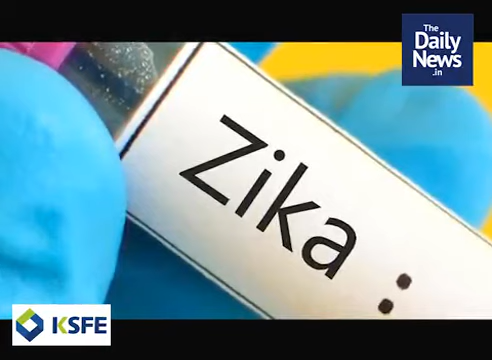 The
Daily
News
.in
Zika :
KSFE